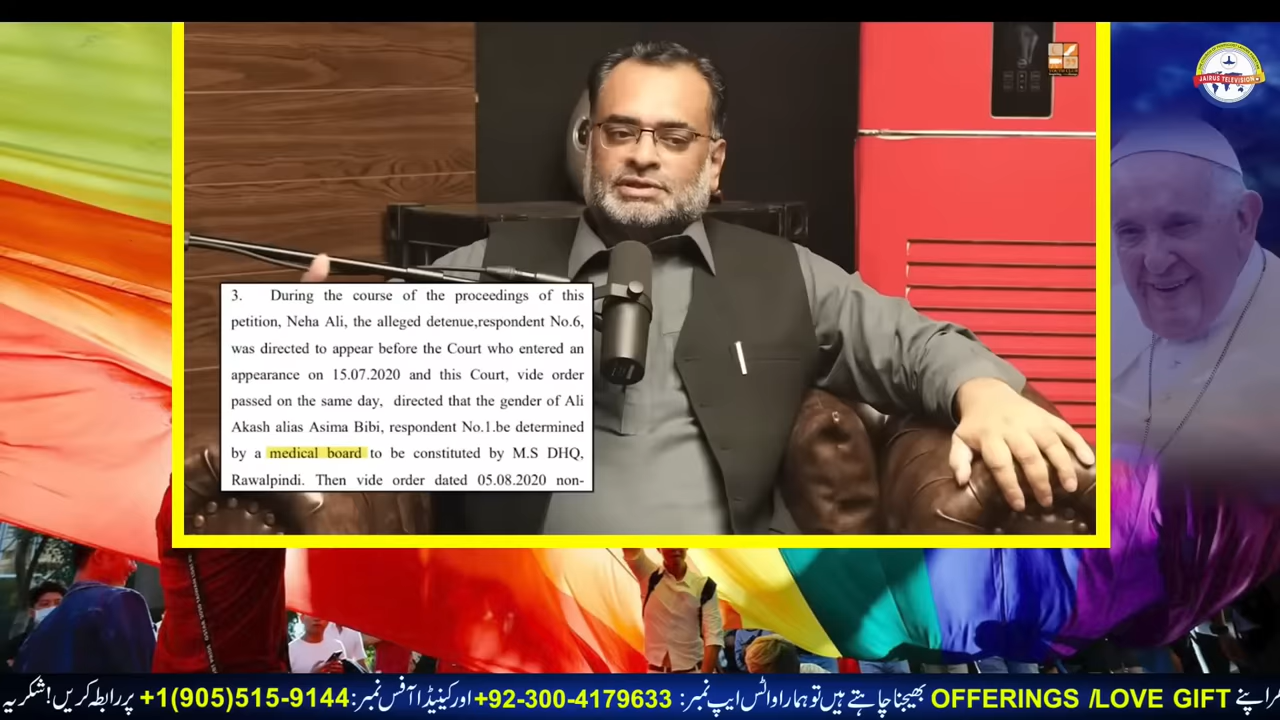 JAIRUS TELEVISION
3. During the course of the proceedings of this
petition, Neha Ali, the alleged detenue,respondent No.6,
was directed to appear before the Court who entered an
appearance on 15.07.2020 and this Court, vide order
passed on the same day, directed that the gender of Ali
Akash alias Asima Bibi, respondent No.1.be determined
by a medical board to be constituted by M.S DHQ,
Rawalpindi. Then vide order dated 05.08.2020 non-
اپنے OFFERINGS /LOVE GIFT بھیجنا چاہتے ہیں تو ہمارا واٹس ایپ نمبر: +92-300-4179633 اور کینیڈا آفس نمبر: +1(905)515-9144 پر رابطہ کریں! شکریہ